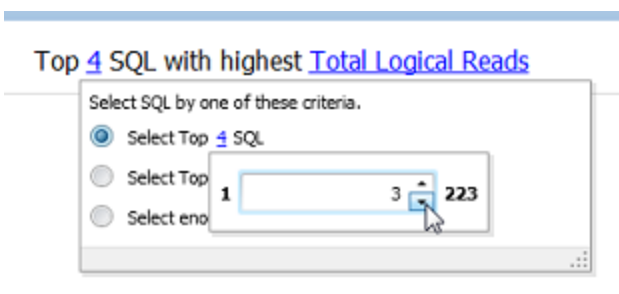 Top 4 SQL with highest Total Logical Reads
Select SQL by one of these criteria.
Select Top 4 SQL
Select Top
1 3 223
Select eno